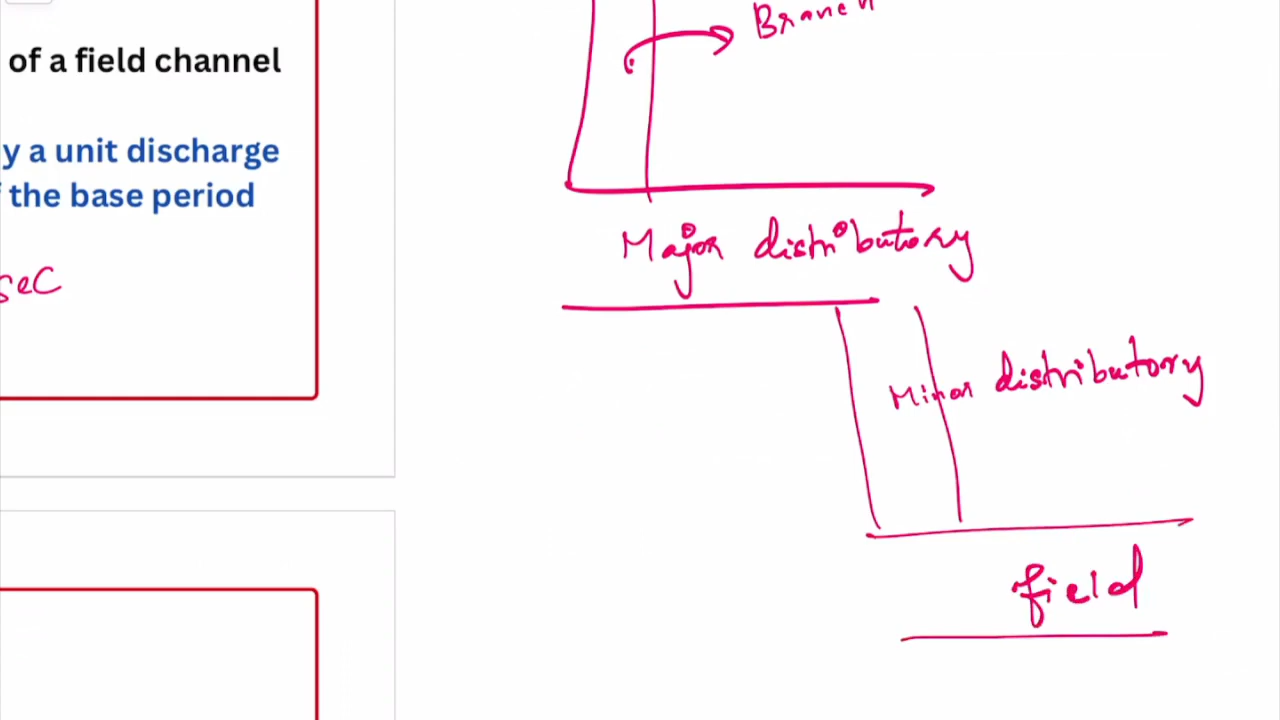 of a field channel
y a unit discharge
the base period
sec
Branch
Major distributory
Minor distributory
field